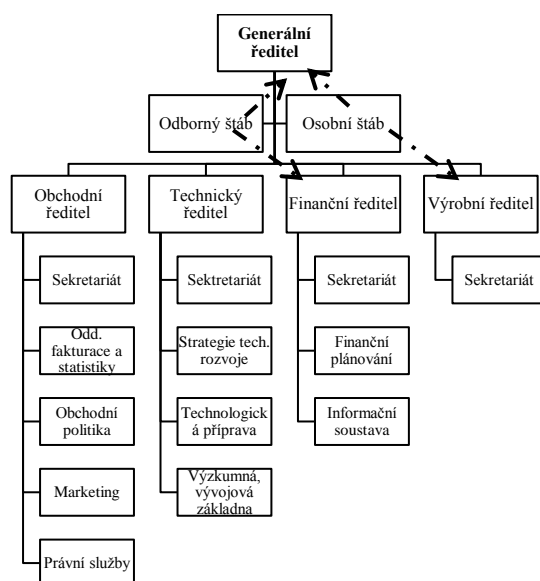 Generální
ředitel
Odborný štáb
Osobní štáb
Obchodní
ředitel
Technický
ředitel
Finanční ředitel
Výrobní ředitel
Sekretariát
Sektretariát
Sekretariát
Sekretariát
Odd.
fakturace a
statistiky
Strategie tech.
rozvoje
Finanční
plánování
Obchodní
politika
Technologick
á příprava
Informační
soustava
Marketing
Výzkumná,
vývojová
základna
Právní služby